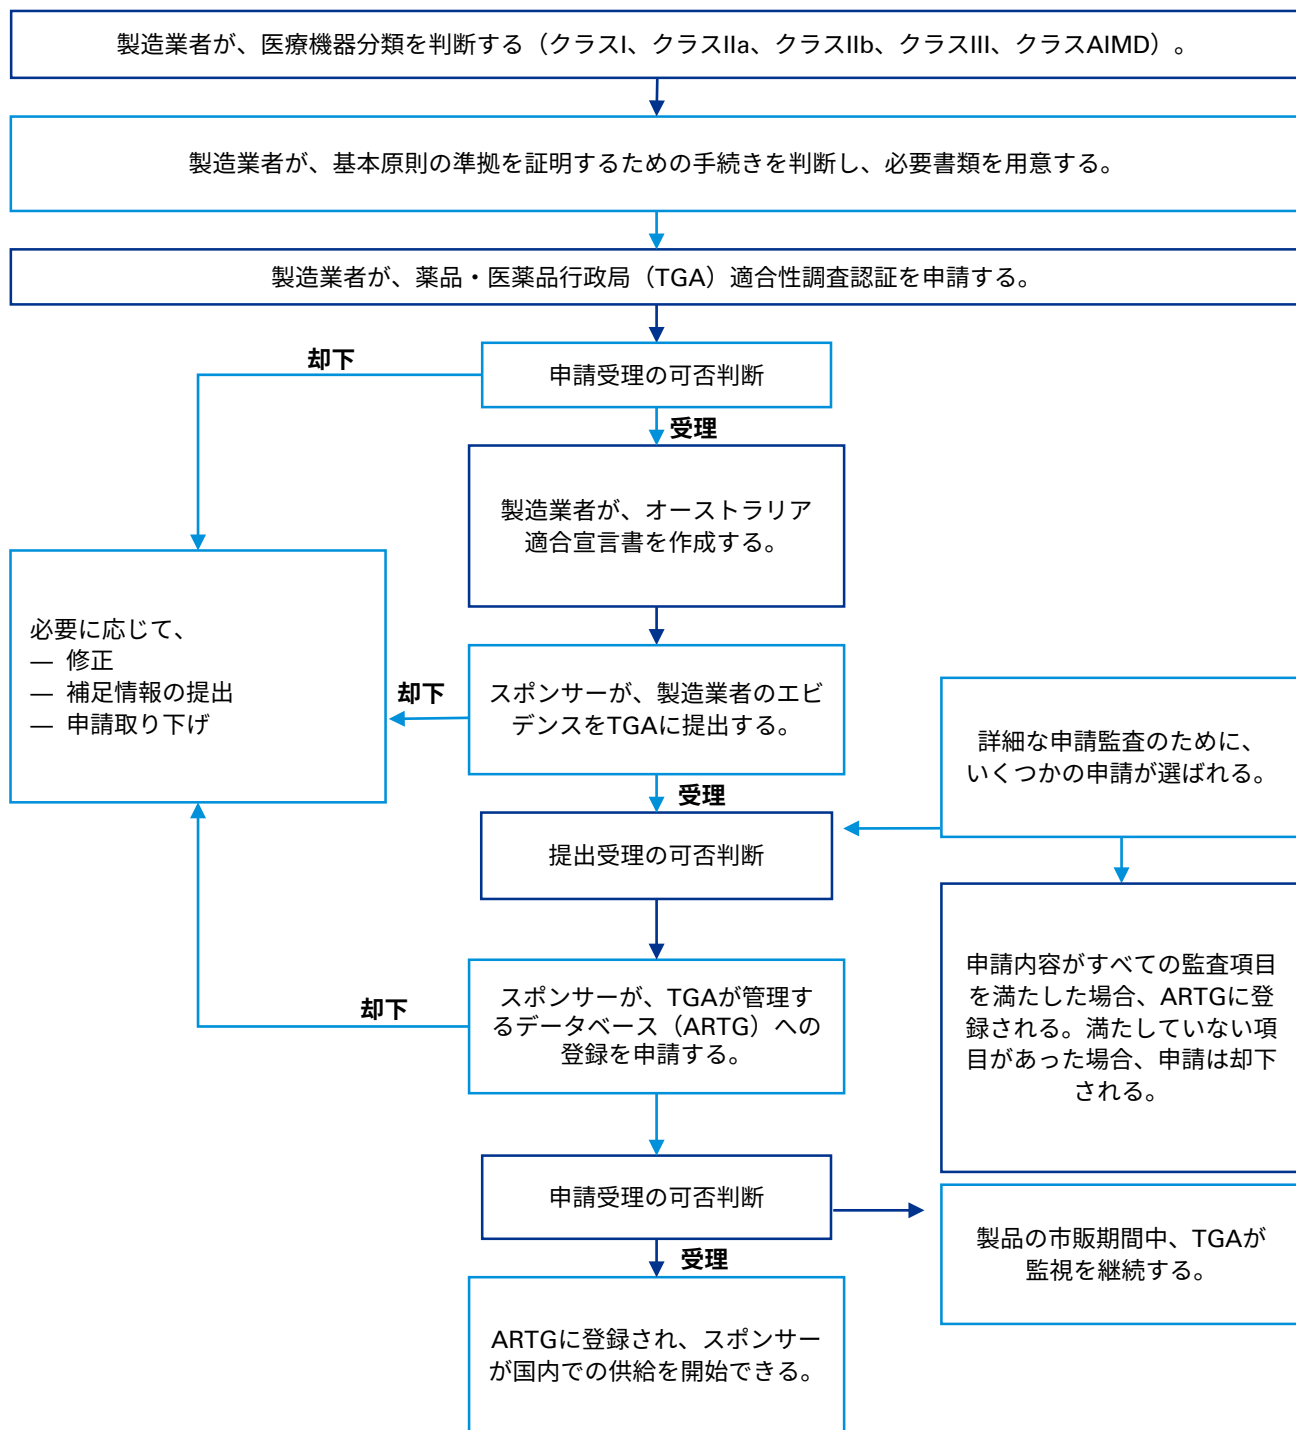 製造業者が、医療機器分類を判断する（クラスI、クラスIIa、クラスIIb、クラスIII、クラスAIMD）。
製造業者が、基本原則の準拠を証明するための手続きを判断し、必要書類を用意する。
製造業者が、薬品・医薬品行政局（TGA）適合性調査認証を申請する。
却下
申請受理の可否判断
受理
製造業者が、オーストラリア
適合宣言書を作成する。
必要に応じて、
— 修正
— 補足情報の提出
— 申請取り下げ
却下
スポンサーが、製造業者のエビ
デンスをTGAに提出する。
詳細な申請監査のために、
いくつかの申請が選ばれる。
受理
提出受理の可否判断
申請内容がすべての監査項目
を満たした場合、ARTGに登
録される。満たしていない項
目があった場合、申請は却下
される。
却下
スポンサーが、TGAが管理す
るデータベース（ARTG）への
登録を申請する。
申請受理の可否判断
製品の市販期間中、TGAが
監視を継続する。
受理
ARTGに登録され、スポンサー
が国内での供給を開始できる。